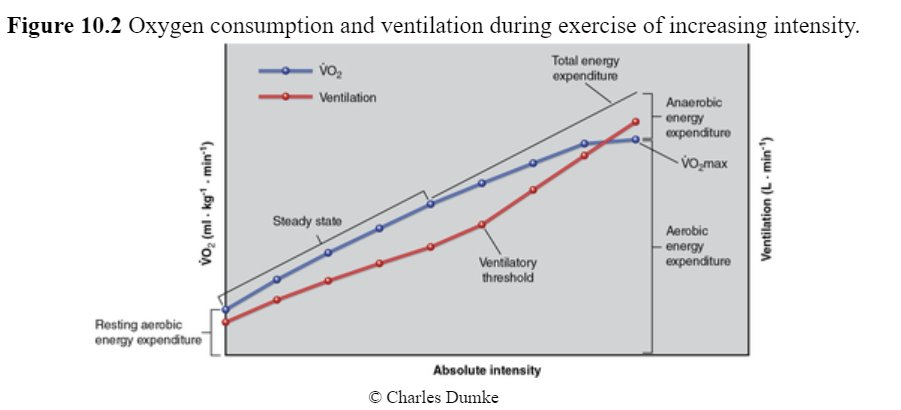 Figure 10.2 Oxygen consumption and ventilation during exercise of increasing intensity.
V̇O₂
Ventilation
Total energy
expenditure
Anaerobic
energy
expenditure
V̇O₂max
V̇O₂ (ml · kg⁻¹ · min⁻¹)
Ventilation (L · min⁻¹)
Steady state
Aerobic
energy
expenditure
Ventilatory
threshold
Resting aerobic
energy expenditure
Absolute intensity
© Charles Dumke